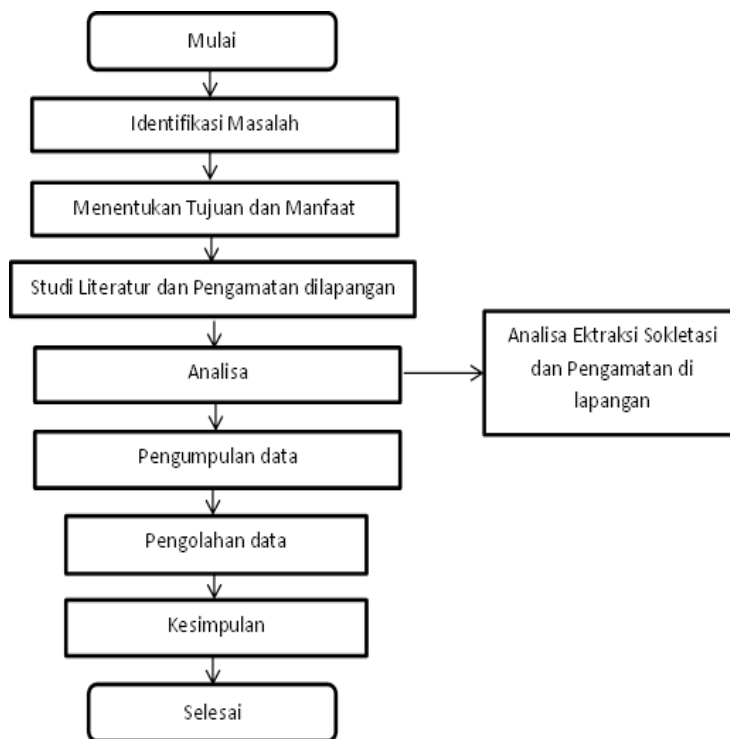 Mulai
Identifikasi Masalah
Menentukan Tujuan dan Manfaat
Studi Literatur dan Pengamatan dilapangan
Analisa
Analisa Ektraksi Sokletasi
dan Pengamatan di
lapangan
Pengumpulan data
Pengolahan data
Kesimpulan
Selesai